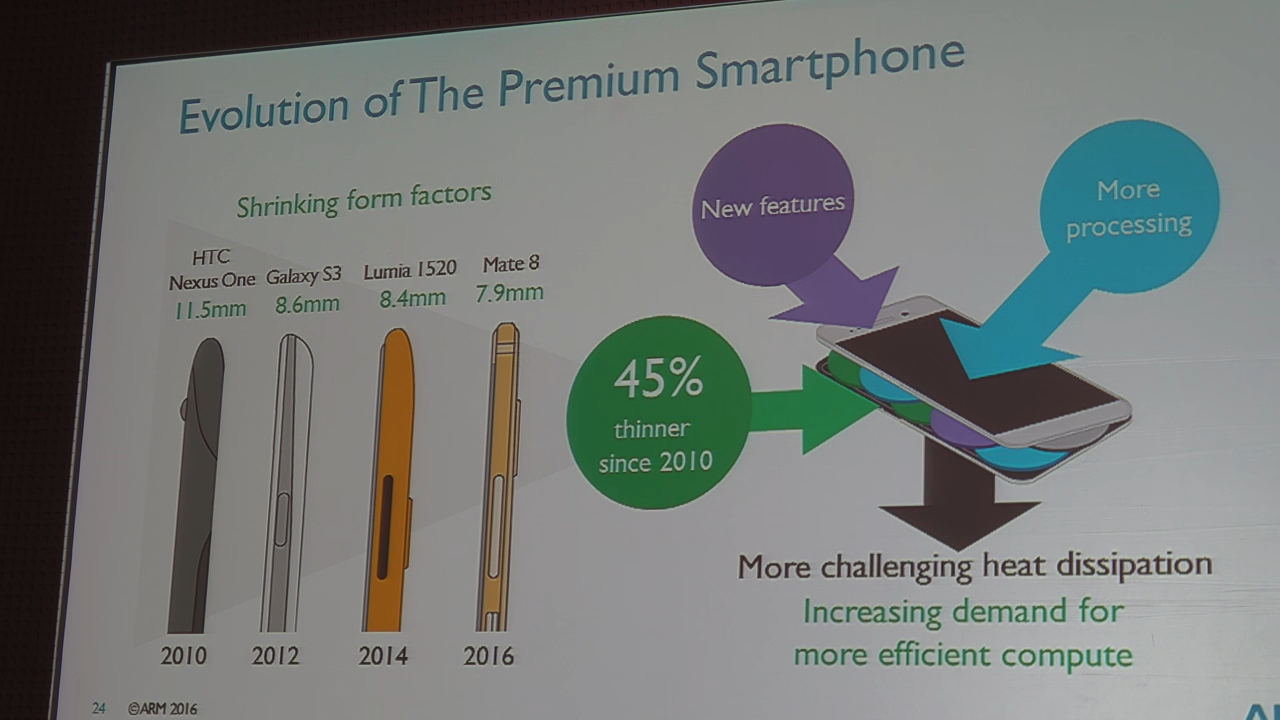 Evolution of The Premium Smartphone
Shrinking form factors
HTC
Nexus One
11.5mm
Galaxy S3
8.6mm
Lumia 1520
8.4mm
Mate 8
7.9mm
2010
2012
2014
2016
New features
More
processing
45%
thinner
since 2010
More challenging heat dissipation
Increasing demand for
more efficient compute
24
©ARM 2016